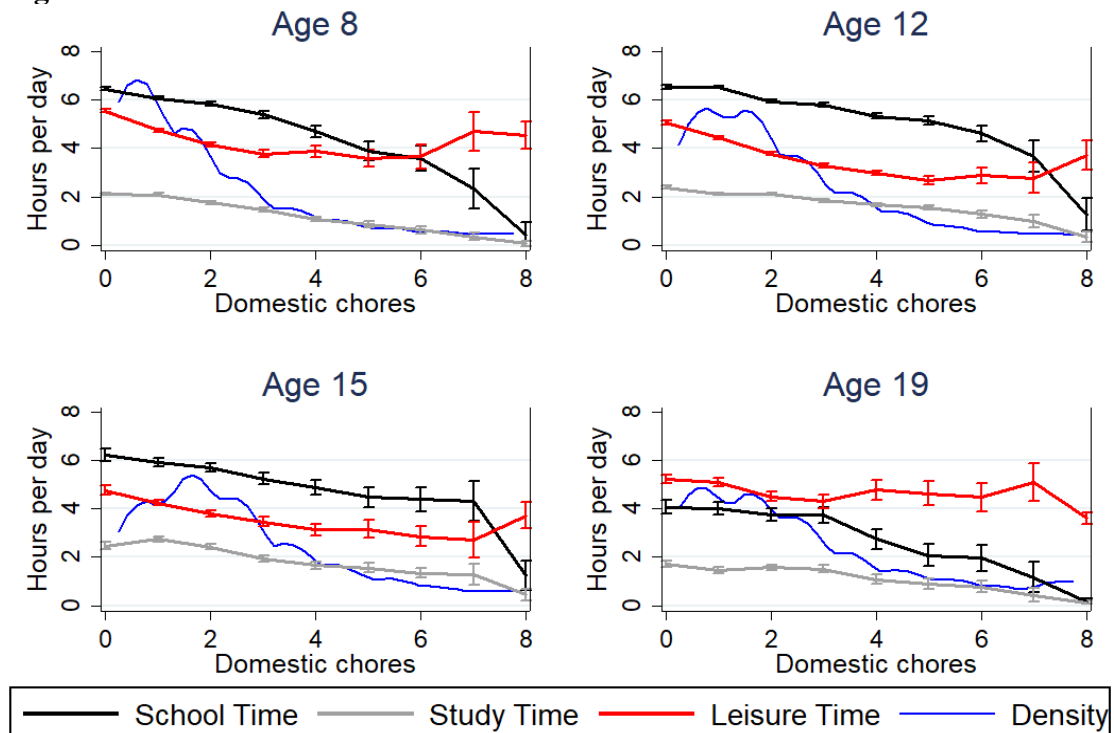 Age 8
Age 12
8
6
4
2
0
Hours per day
0 2 4 6 8
Domestic chores
8
6
4
2
0
Hours per day
0 2 4 6 8
Domestic chores
Age 15
Age 19
8
6
4
2
0
Hours per day
0 2 4 6 8
Domestic chores
8
6
4
2
0
Hours per day
0 2 4 6 8
Domestic chores
School Time Study Time Leisure Time Density